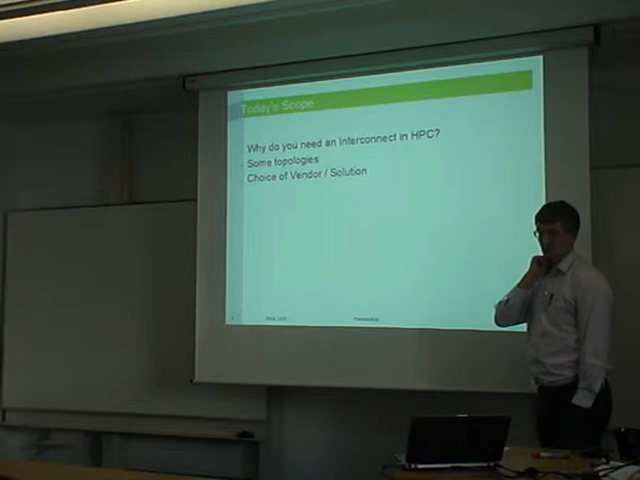 Today's Scope
Why do you need an Interconnect in HPC?
Some topologies
Choice of Vendor / Solution